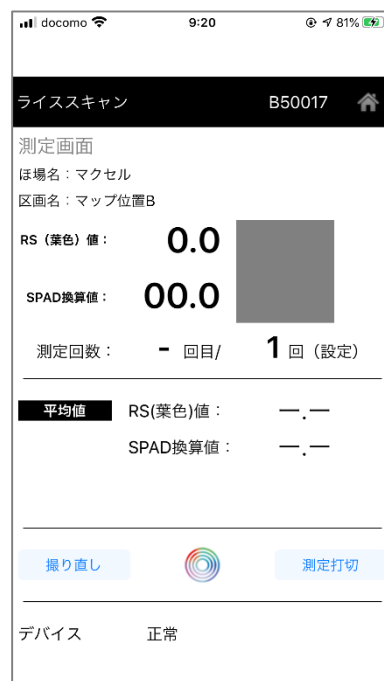 docomo 9:20 81%
ライススキャン B50017
測定画面
ほ場名：マクセル
区画名：マップ位置B
RS（葉色）値： 0.0
SPAD換算値： 00.0
測定回数： - 回目/ 1 回（設定）
平均値 RS(葉色)値： —.—
SPAD換算値： —.—
撮り直し 測定打切
デバイス 正常